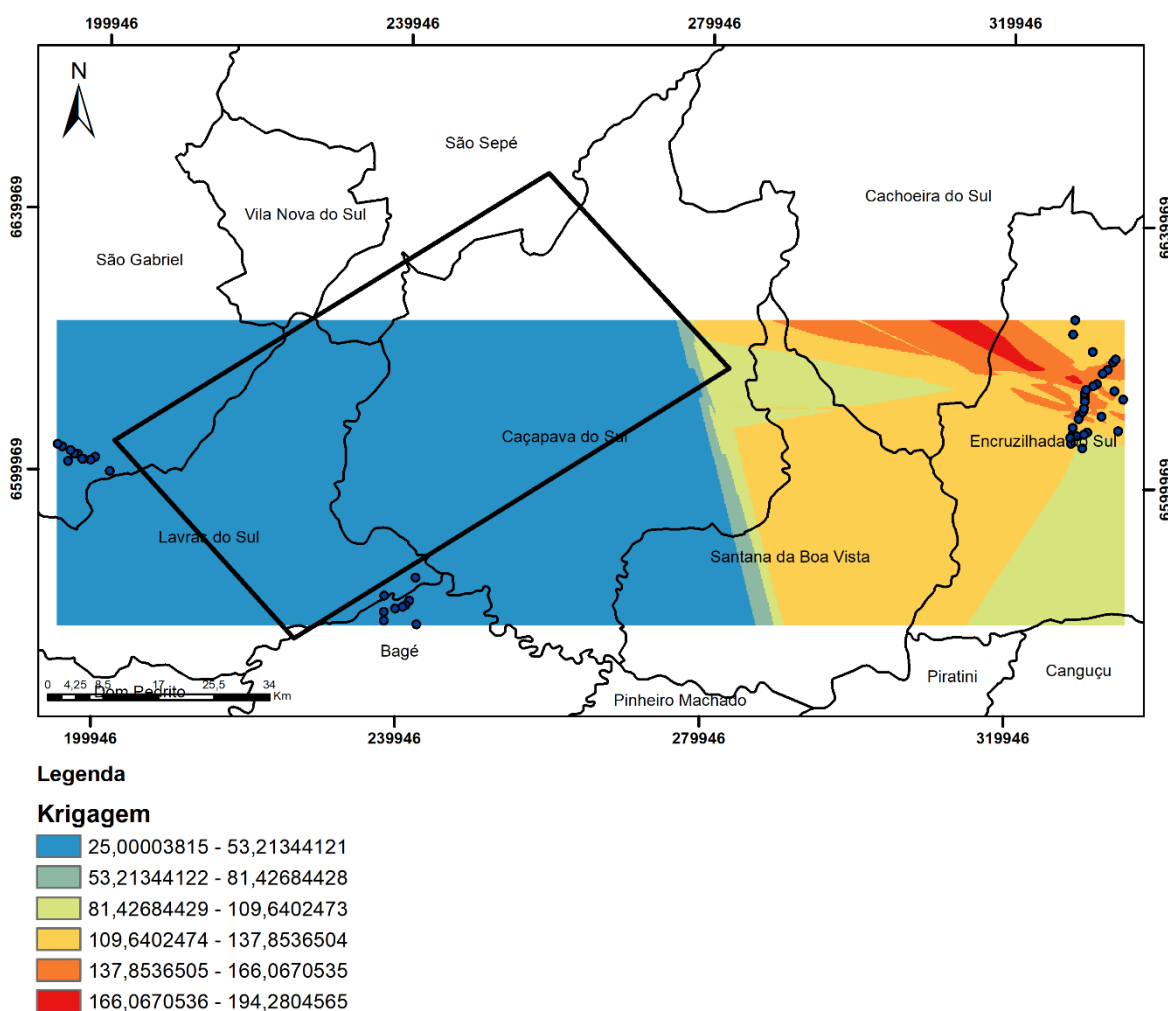 199946 239946 279946 319946
N
São Sepé
Cachoeira do Sul
Vila Nova do Sul
6639969
6639969
São Gabriel
Caçapava do Sul
Encruzilhada do Sul
6599969
6599969
Lavras do Sul
Santana da Boa Vista
Bagé
Piratini
Canguçu
0 4,25 8,5 17 25,5 34
Km
Dom Pedrito
Pinheiro Machado
199946 239946 279946 319946
Legenda
Krigagem
25,00003815 - 53,21344121
53,21344122 - 81,42684428
81,42684429 - 109,6402473
109,6402474 - 137,8536504
137,8536505 - 166,0670535
166,0670536 - 194,2804565